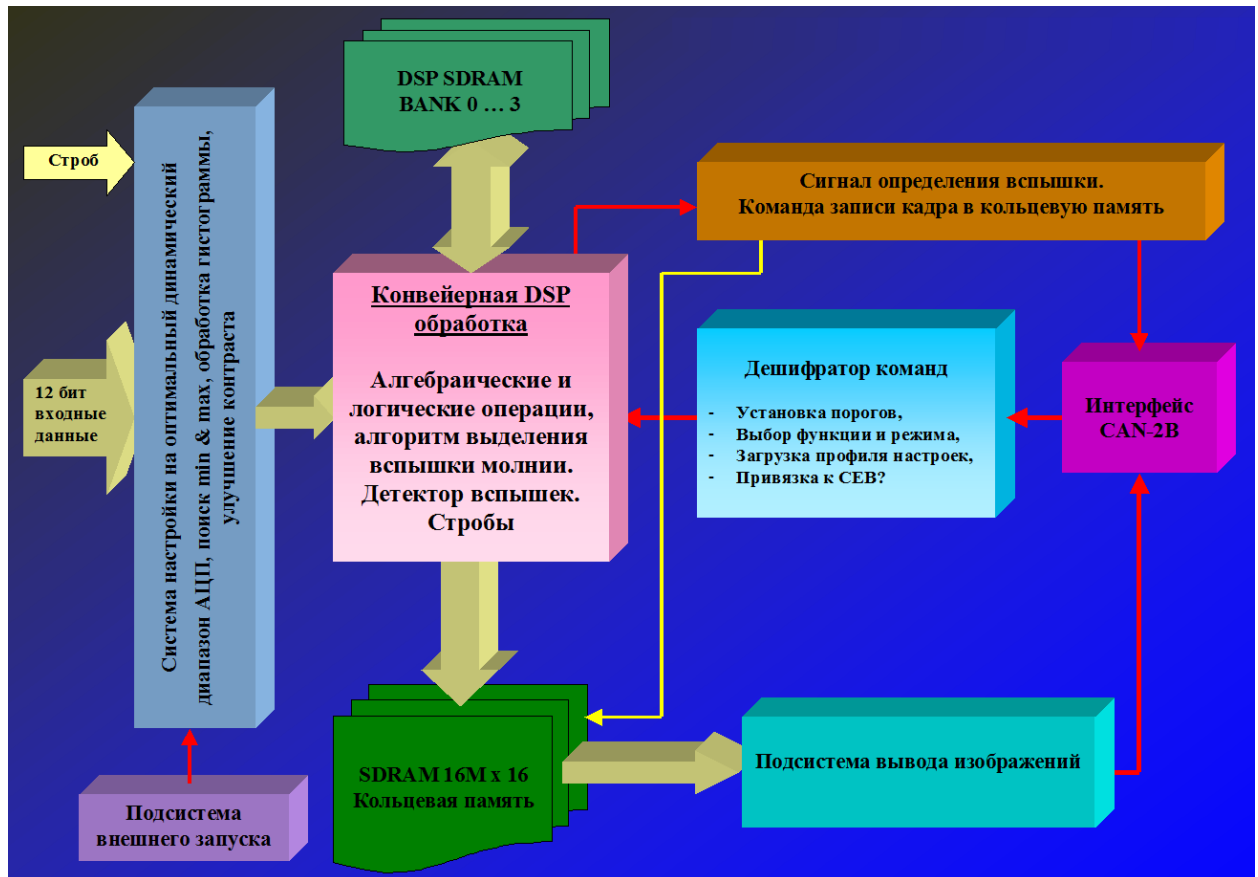 DSP SDRAM
BANK 0 … 3
Строб
12 бит
входные
данные
Система настройки на оптимальный динамический
диапазон АЦП, поиск min & max, обработка гистограммы,
улучшение контраста
Подсистема
внешнего запуска
Конвейерная DSP
обработка
Алгебраические и
логические операции,
алгоритм выделения
вспышки молнии.
Детектор вспышек.
Стробы
Сигнал определения вспышки.
Команда записи кадра в кольцевую память
Дешифратор команд
- Установка порогов,
- Выбор функции и режима,
- Загрузка профиля настроек,
- Привязка к СЕВ?
Интерфейс
CAN-2B
SDRAM 16M x 16
Кольцевая память
Подсистема вывода изображений